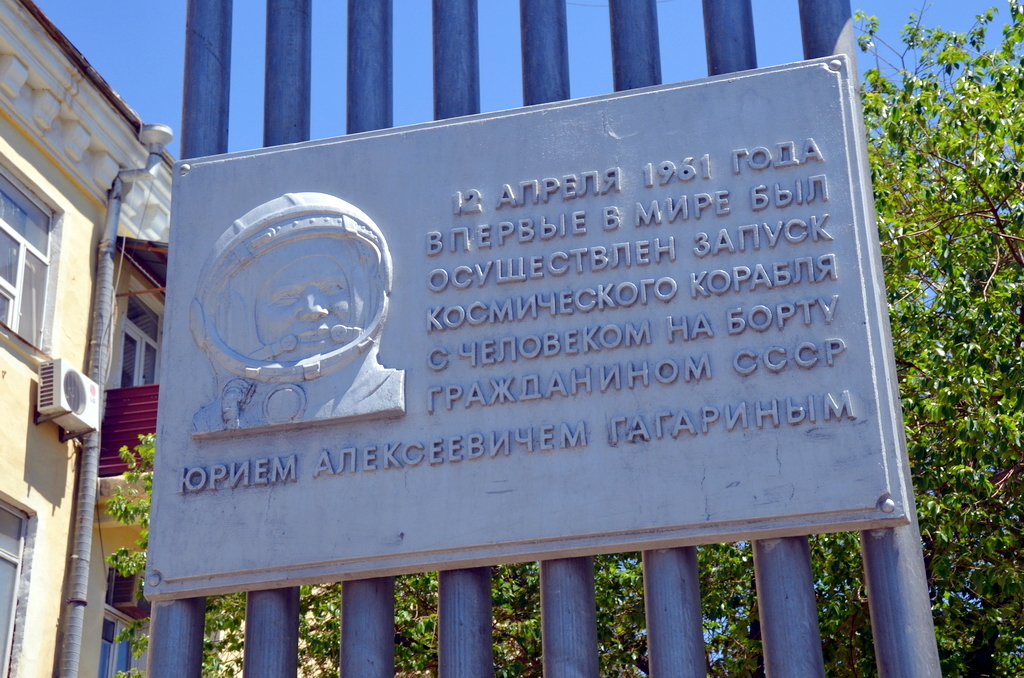 12 АПРЕЛЯ 1961 ГОДА
ВПЕРВЫЕ В МИРЕ БЫЛ
ОСУЩЕСТВЛЕН ЗАПУСК
КОСМИЧЕСКОГО КОРАБЛЯ
С ЧЕЛОВЕКОМ НА БОРТУ
ГРАЖДАНИНОМ СССР
ЮРИЕМ АЛЕКСЕЕВИЧЕМ ГАГАРИНЫМ